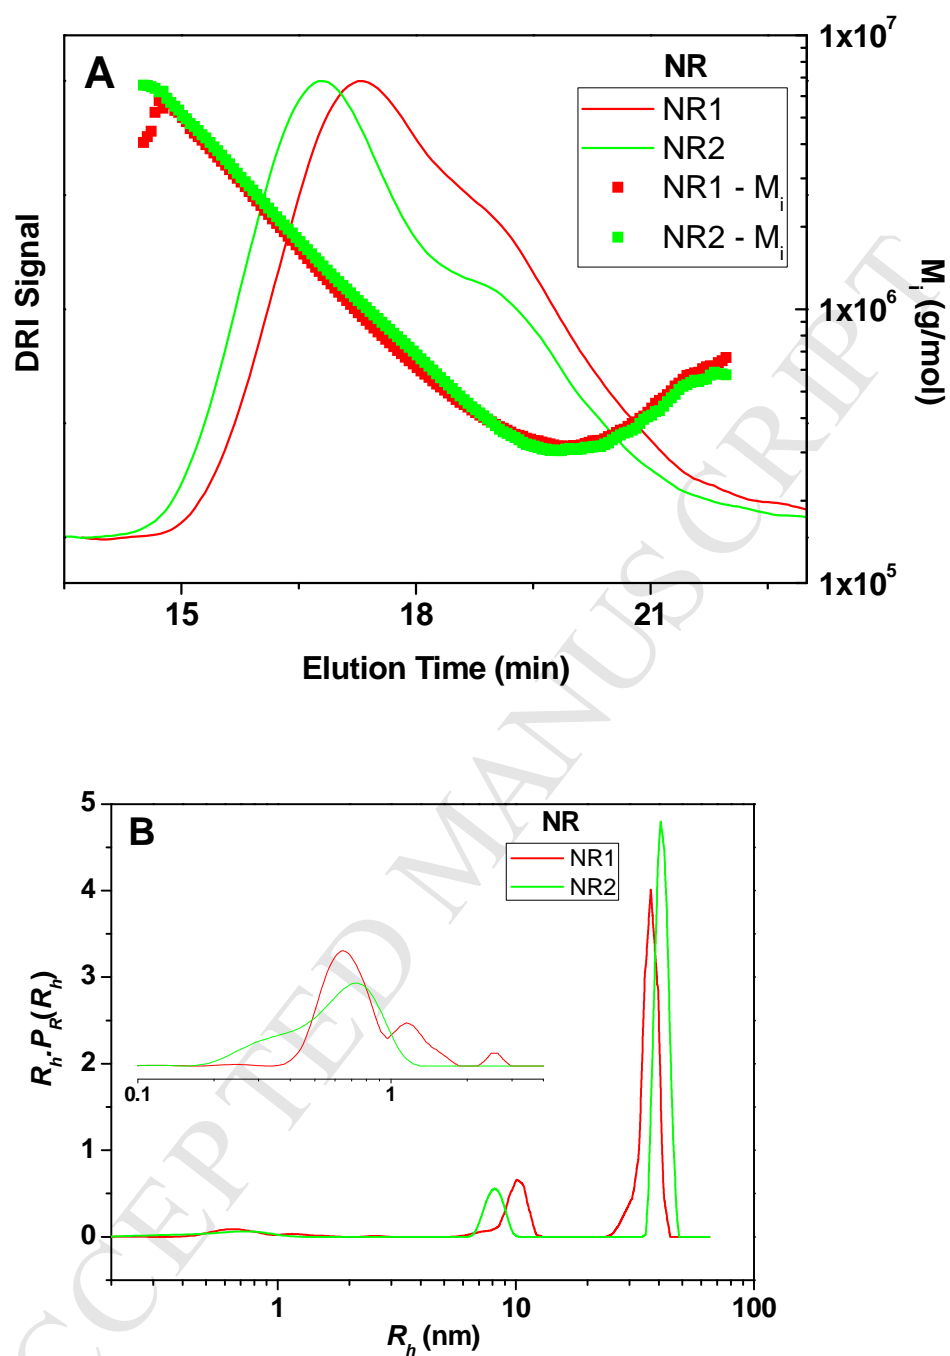 A
NR
NR1
NR2
NR1 - Mi
NR2 - Mi
DRI Signal
1x10^7
1x10^6
1x10^5
Mi (g/mol)
15
18
21
Elution Time (min)
B
NR
NR1
NR2
5
4
3
2
1
0
Rh.PR(Rh)
0.1
1
1
10
100
Rh (nm)
CCEPTED MANUSCRIPT